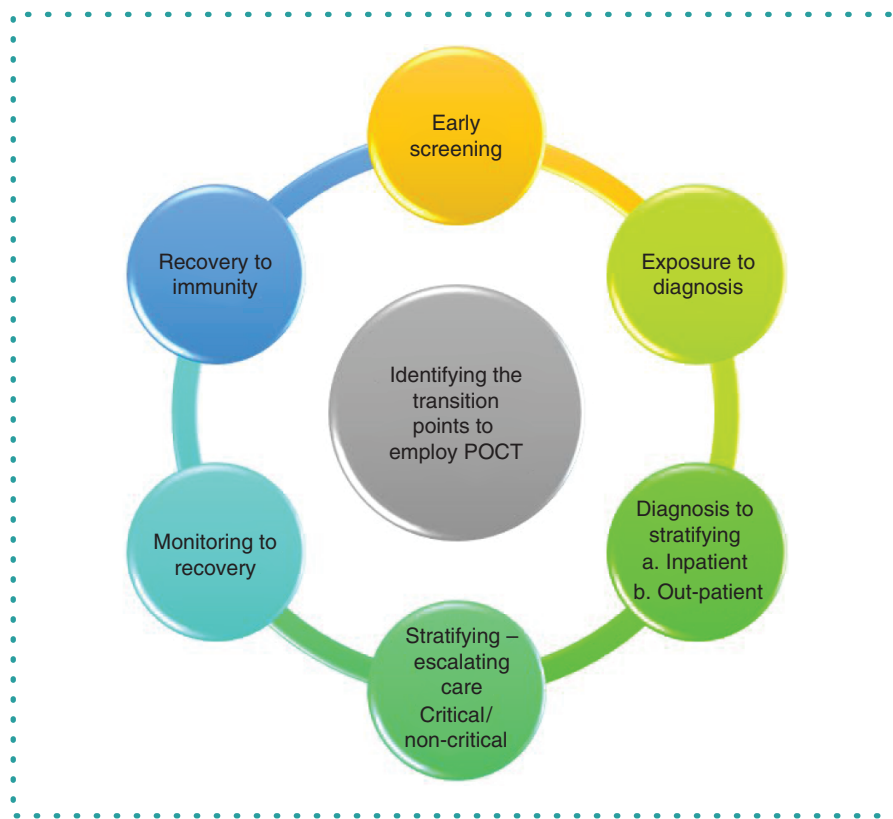 Early
screening
Exposure to
diagnosis
Diagnosis to
stratifying
a. Inpatient
b. Out-patient
Stratifying –
escalating
care
Critical/
non-critical
Monitoring to
recovery
Recovery to
immunity
Identifying the
transition
points to
employ POCT